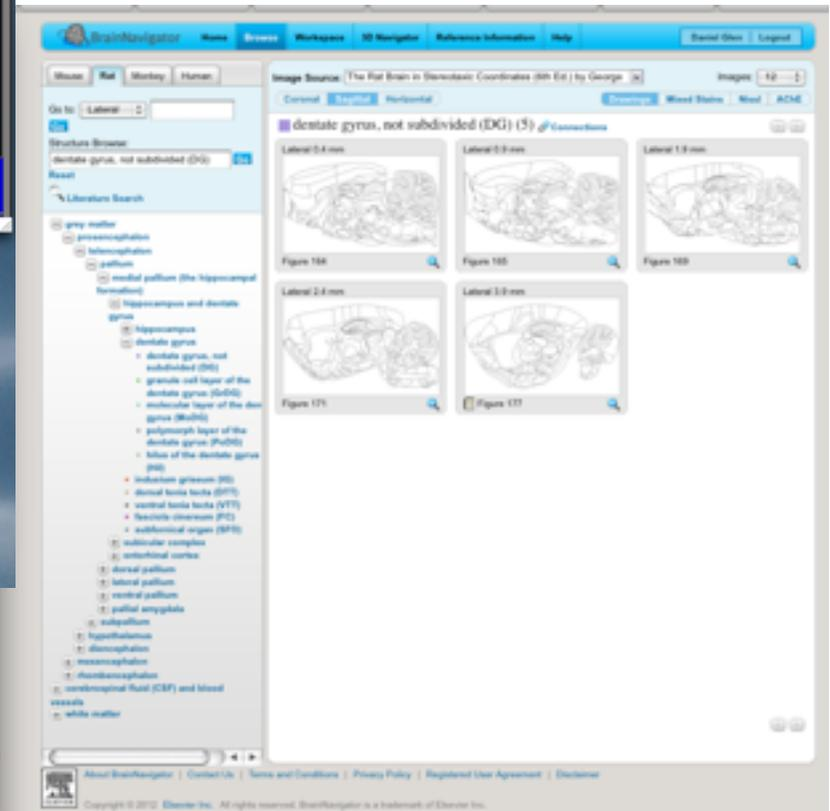 BrainNavigator Home Browse Workspace 3D Navigator Reference Information Help Daniel Glen | Logout
Mouse Rat Monkey Human
Go to: Lateral
Go
Structure Browse:
dentate gyrus, not subdivided (DG) Go
Reset
Literature Search
grey matter
prosencephalon
telencephalon
pallium
medial pallium (the hippocampal
formation)
hippocampus and dentate
gyrus
hippocampus
dentate gyrus
dentate gyrus, not
subdivided (DG)
granule cell layer of the
dentate gyrus (GrDG)
molecular layer of the den
gyrus (MoDG)
polymorph layer of the
dentate gyrus (PoDG)
hilus of the dentate gyrus
indusium griseum (IG)
dorsal tenia tecta (DTT)
ventral tenia tecta (VTT)
fasciola cinereum (FC)
subfornical organ (SFO)
subicular complex
entorhinal cortex
dorsal pallium
lateral pallium
ventral pallium
pallial amygdala
subpallium
hypothalamus
diencephalon
mesencephalon
rhombencephalon
cerebrospinal fluid (CSF) and blood
vessels
white matter
Image Source: The Rat Brain in Stereotaxic Coordinates (6th Ed.) by George Images: 12
Coronal Sagittal Horizontal Drawings Mixed Stains Nissl AChE
dentate gyrus, not subdivided (DG) (5) Connections
Lateral 0.4 mm Lateral 0.9 mm Lateral 1.9 mm
Figure 164 Figure 165 Figure 169
Lateral 2.4 mm Lateral 3.9 mm
Figure 171 Figure 177
About BrainNavigator | Contact Us | Terms and Conditions | Privacy Policy | Registered User Agreement | Disclaimer
Copyright © 2012 Elsevier Inc. All rights reserved. BrainNavigator is a trademark of Elsevier Inc.